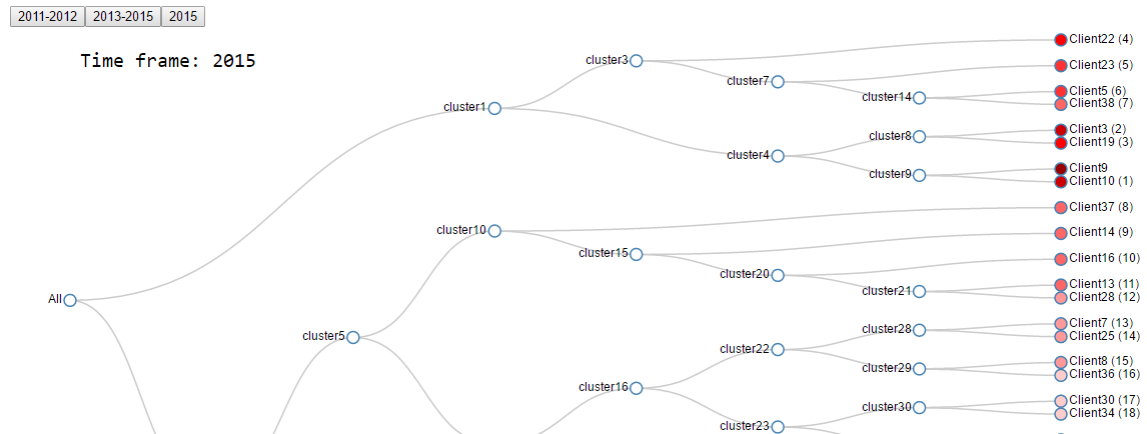 2011-2012 2013-2015 2015
Time frame: 2015
Client22 (4)
cluster3
Client23 (5)
cluster7
Client5 (6)
cluster14
Client38 (7)
cluster1
Client3 (2)
cluster8
Client19 (3)
cluster4
Client9
cluster9
Client10 (1)
Client37 (8)
cluster10
Client14 (9)
cluster15
Client16 (10)
cluster20
Client13 (11)
cluster21
Client28 (12)
All
Client7 (13)
cluster28
Client25 (14)
cluster5
cluster22
Client8 (15)
cluster29
Client36 (16)
cluster16
Client30 (17)
cluster30
Client34 (18)
cluster23